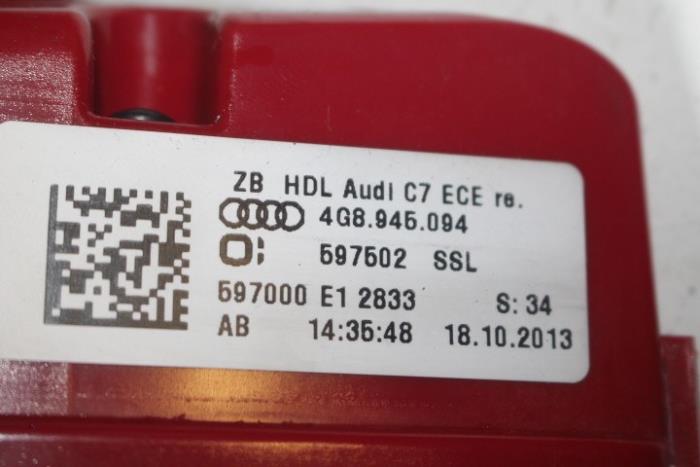 ZB HDL Audi C7 ECE re.
4G8.945.094
597502 SSL
597000 E1 2833 S: 34
AB 14:35:48 18.10.2013